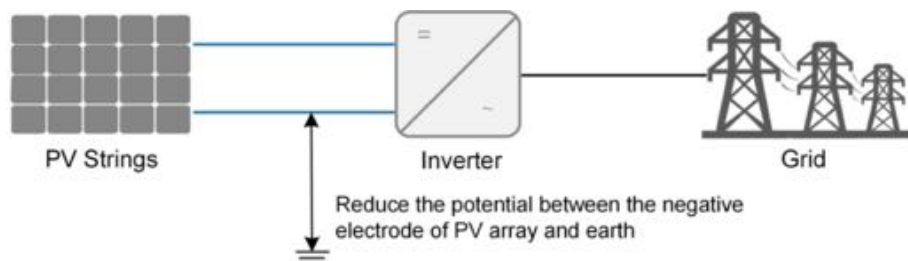 PV Strings
Inverter
Grid
Reduce the potential between the negative
electrode of PV array and earth